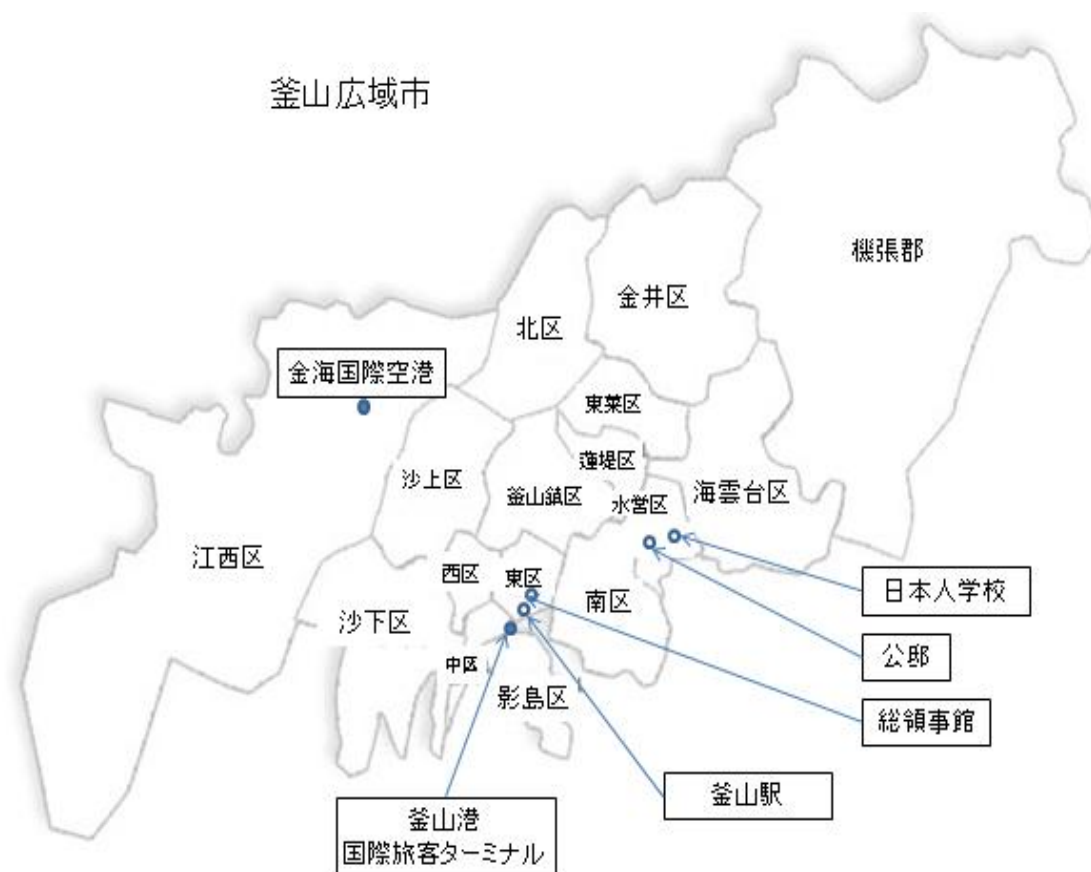 釜山広域市
機張郡
金井区
北区
金海国際空港
東莱区
蓮堤区
沙上区
釜山鎮区
水営区
海雲台区
江西区
西区
東区
南区
日本人学校
沙下区
公邸
中区
影島区
総領事館
釜山駅
釜山港
国際旅客ターミナル